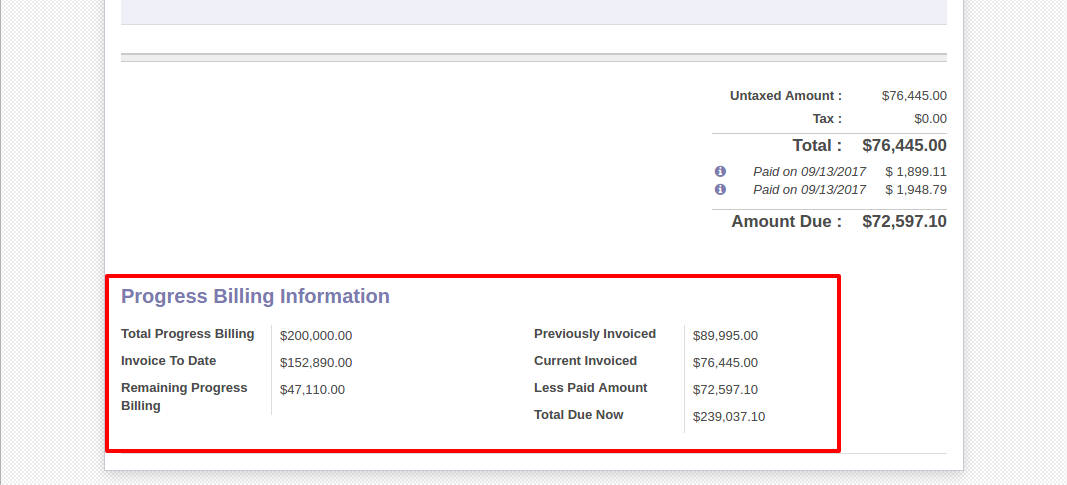 Untaxed Amount : $76,445.00
Tax : $0.00
Total : $76,445.00
Paid on 09/13/2017 $ 1,899.11
Paid on 09/13/2017 $ 1,948.79
Amount Due : $72,597.10
Progress Billing Information
Total Progress Billing $200,000.00
Invoice To Date $152,890.00
Remaining Progress $47,110.00
Billing
Previously Invoiced $89,995.00
Current Invoiced $76,445.00
Less Paid Amount $72,597.10
Total Due Now $239,037.10